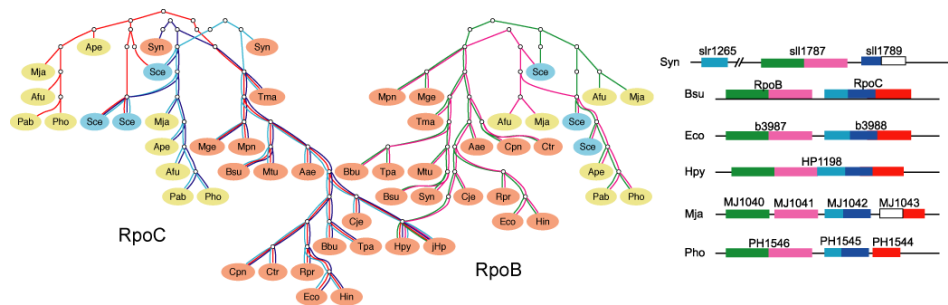 Syn
Syn
Ape
Sce
Mja
Tma
Afu
Pab
Pho
Sce
Sce
Mja
Mge
Mpn
Ape
Bsu
Mtu
Aae
Afu
Pab
Pho
Cje
RpoC
Bbu
Tpa
Hpy
jHp
Cpn
Ctr
Rpr
Eco
Hin
Sce
Mpn
Mge
Afu
Mja
Tma
Afu
Mja
Sce
Aae
Cpn
Ctr
Sce
Bbu
Tpa
Mtu
Ape
Bsu
Syn
Cje
Rpr
Pab
Pho
Eco
Hin
RpoB
slr1265
sll1787
sll1789
Syn
//
RpoB
RpoC
Bsu
b3987
b3988
Eco
HP1198
Hpy
MJ1040
MJ1041
MJ1042
MJ1043
Mja
PH1546
PH1545
PH1544
Pho